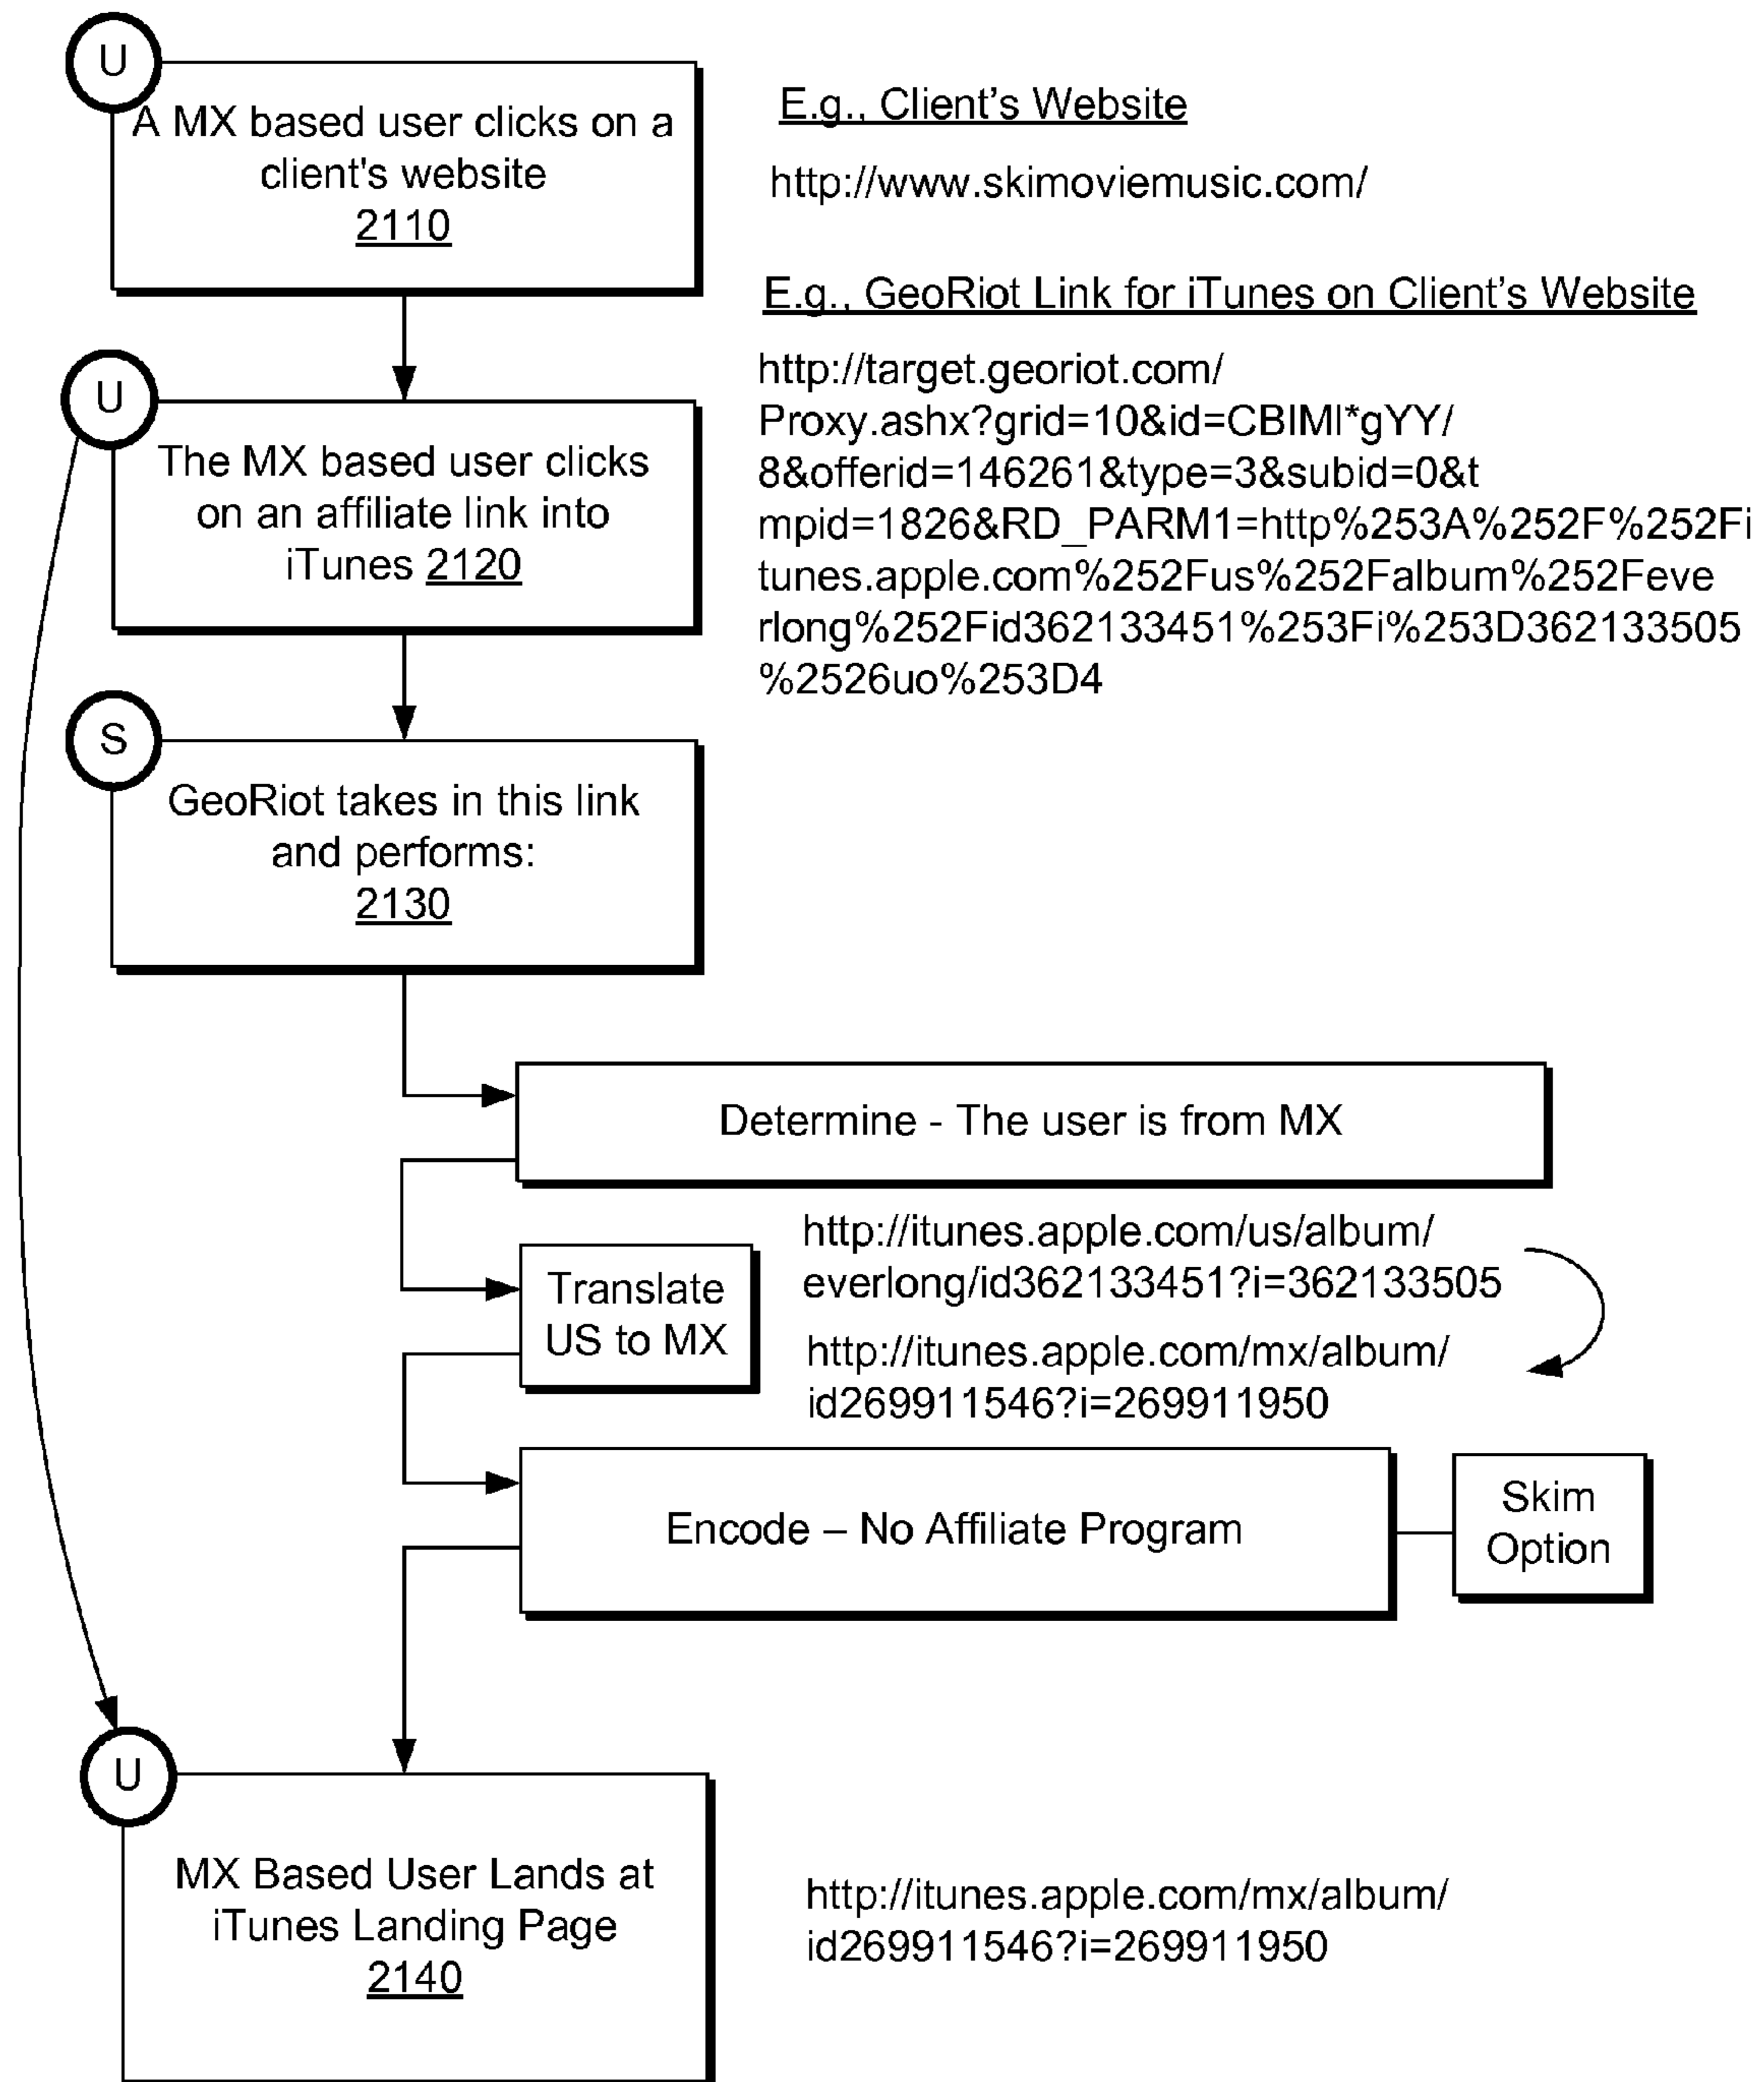 U
A MX based user clicks on a
client's website
2110
E.g., Client's Website
http://www.skimoviemusic.com/
E.g., GeoRiot Link for iTunes on Client's Website
http://target.georiot.com/
Proxy.ashx?grid=10&id=CBIMl*gYY/
8&offerid=146261&type=3&subid=0&t
mpid=1826&RD_PARM1=http%253A%252F%252Fi
tunes.apple.com%252Fus%252Falbum%252Feve
rlong%252Fid362133451%253Fi%253D362133505
%2526uo%253D4
U
The MX based user clicks
on an affiliate link into
iTunes 2120
S
GeoRiot takes in this link
and performs:
2130
Determine - The user is from MX
Translate
US to MX
http://itunes.apple.com/us/album/
everlong/id362133451?i=362133505
http://itunes.apple.com/mx/album/
id269911546?i=269911950
Encode – No Affiliate Program
Skim
Option
U
MX Based User Lands at
iTunes Landing Page
2140
http://itunes.apple.com/mx/album/
id269911546?i=269911950